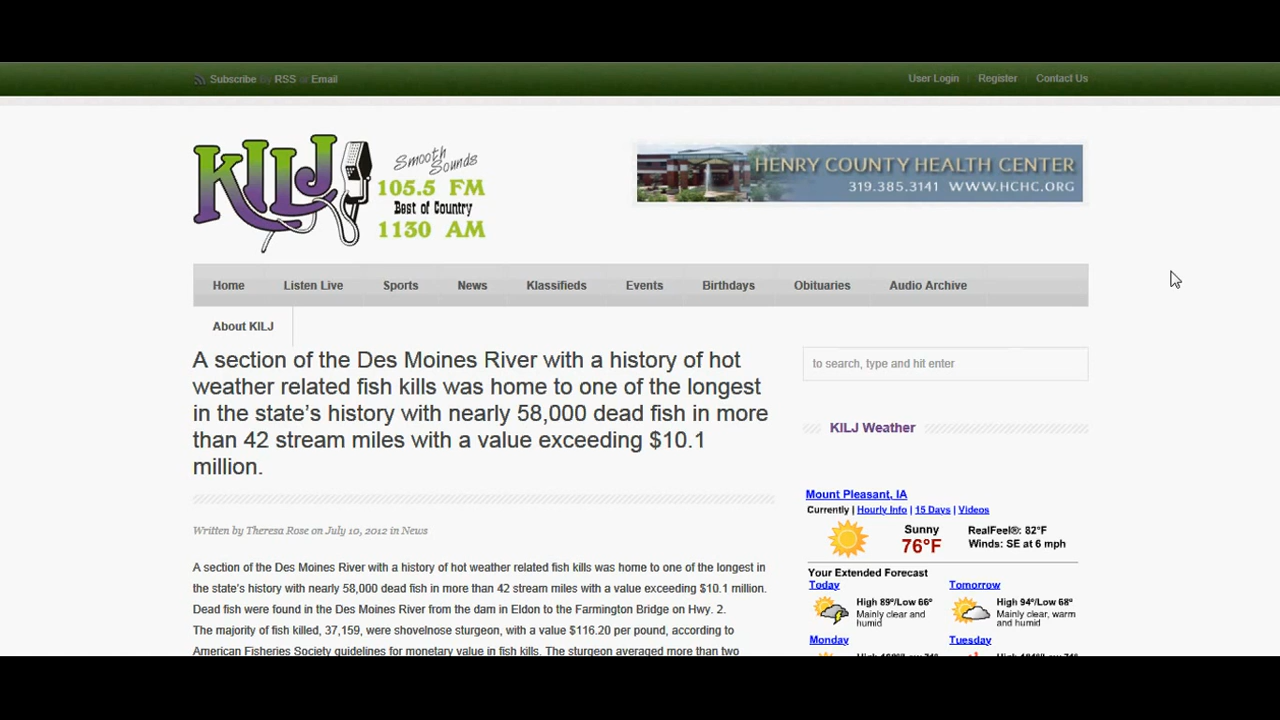 Subscribe by RSS or Email
User Login Register Contact Us
KILJ
Smooth Sounds
105.5 FM
Best of Country
1130 AM
HENRY COUNTY HEALTH CENTER
319.385.3141 WWW.HCHC.ORG
Home Listen Live Sports News Klassifieds Events Birthdays Obituaries Audio Archive
About KILJ
A section of the Des Moines River with a history of hot
weather related fish kills was home to one of the longest
in the state’s history with nearly 58,000 dead fish in more
than 42 stream miles with a value exceeding $10.1
million.
Written by Theresa Rose on July 10, 2012 in News
A section of the Des Moines River with a history of hot weather related fish kills was home to one of the longest in
the state’s history with nearly 58,000 dead fish in more than 42 stream miles with a value exceeding $10.1 million.
Dead fish were found in the Des Moines River from the dam in Eldon to the Farmington Bridge on Hwy. 2.
The majority of fish killed, 37,159, were shovelnose sturgeon, with a value $116.20 per pound, according to
American Fisheries Society guidelines for monetary value in fish kills. The sturgeon averaged more than two
to search, type and hit enter
KILJ Weather
Mount Pleasant, IA
Currently | Hourly Info | 15 Days | Videos
Sunny
76°F
RealFeel®: 82°F
Winds: SE at 6 mph
Your Extended Forecast
Today
High 89°/Low 66°
Mainly clear and
humid
Tomorrow
High 94°/Low 68°
Mainly clear, warm
and humid
Monday
Tuesday